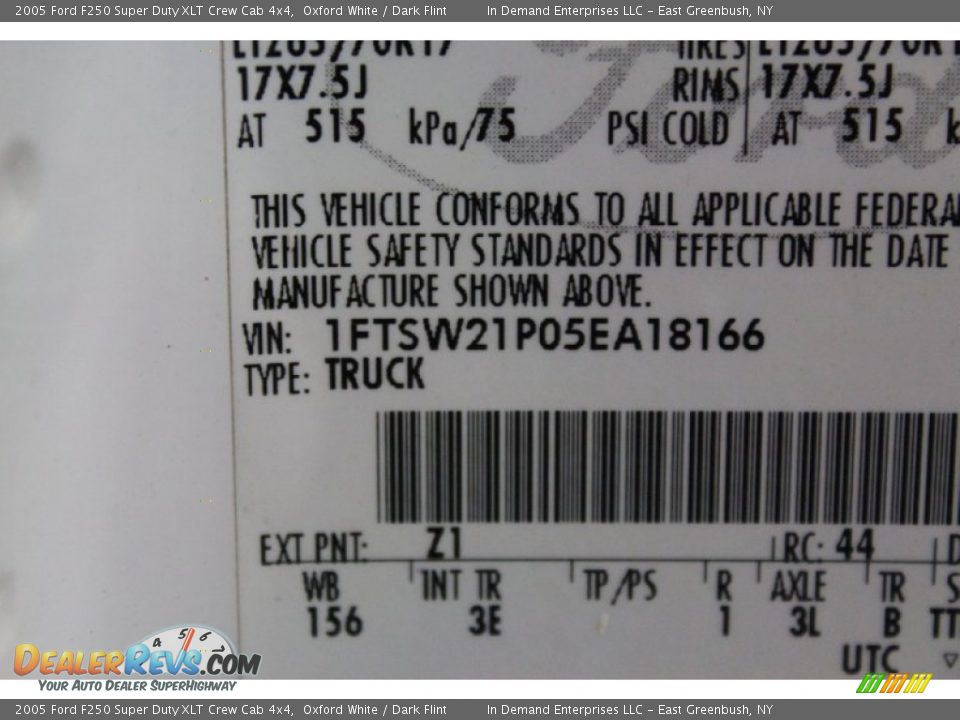 2005 Ford F250 Super Duty XLT Crew Cab 4x4, Oxford White / Dark Flint In Demand Enterprises LLC - East Greenbush, NY
TIRES
17X7.5J RIMS 17X7.5J
AT 515 kPa/75 PSI COLD AT 515
Ford
THIS VEHICLE CONFORMS TO ALL APPLICABLE FEDERA
VEHICLE SAFETY STANDARDS IN EFFECT ON THE DATE
MANUFACTURE SHOWN ABOVE.
VIN: 1FTSW21P05EA18166
TYPE: TRUCK
EXT PNT: Z1 RC: 44 D
WB INT TR TP/PS R AXLE TR S
156 3E 1 3L B TT
UTC
DEALERREVS.COM
YOUR AUTO DEALER SUPERHIGHWAY
2005 Ford F250 Super Duty XLT Crew Cab 4x4, Oxford White / Dark Flint In Demand Enterprises LLC - East Greenbush, NY